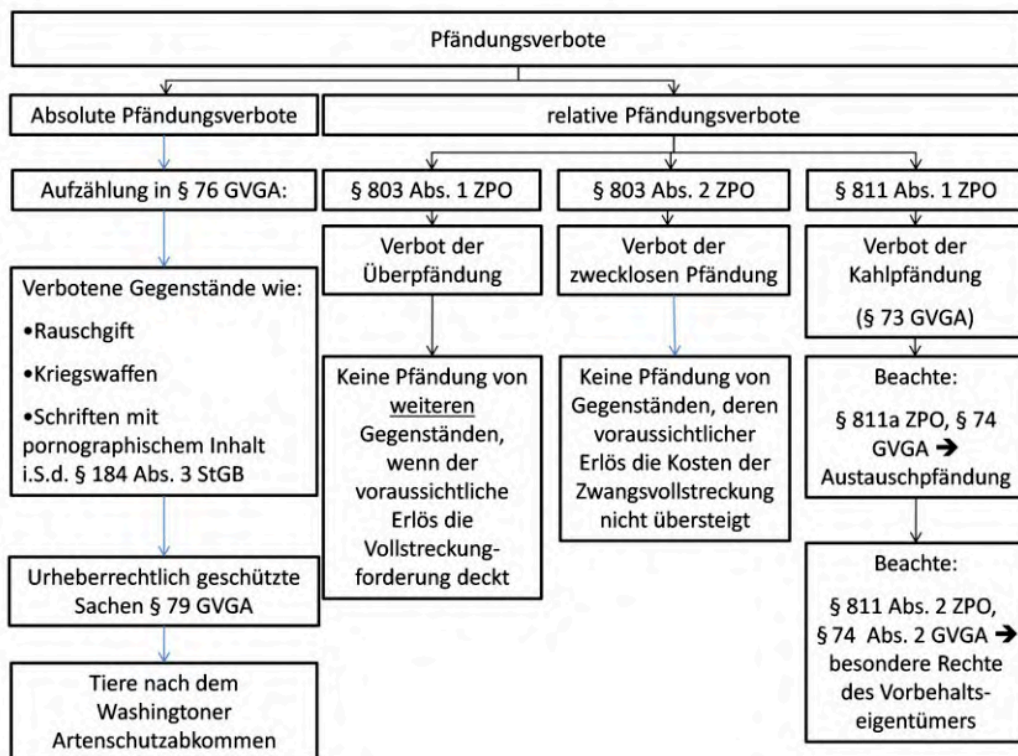 Pfändungsverbote
Absolute Pfändungsverbote
relative Pfändungsverbote
Aufzählung in § 76 GVGA:
§ 803 Abs. 1 ZPO
§ 803 Abs. 2 ZPO
§ 811 Abs. 1 ZPO
Verbotene Gegenstände wie:
•Rauschgift
•Kriegswaffen
•Schriften mit
pornographischem Inhalt
i.S.d. § 184 Abs. 3 StGB
Urheberrechtlich geschützte
Sachen § 79 GVGA
Tiere nach dem
Washingtoner
Artenschutzabkommen
Verbot der
Überpfändung
Keine Pfändung von
weiteren
Gegenständen,
wenn der
voraussichtliche
Erlös die
Vollstreckung-
forderung deckt
Verbot der
zwecklosen Pfändung
Keine Pfändung von
Gegenständen, deren
voraussichtlicher
Erlös die Kosten der
Zwangsvollstreckung
nicht übersteigt
Verbot der
Kahlpfändung
(§ 73 GVGA)
Beachte:
§ 811a ZPO, § 74
GVGA ➔
Austauschpfändung
Beachte:
§ 811 Abs. 2 ZPO,
§ 74 Abs. 2 GVGA ➔
besondere Rechte
des Vorbehalts-
eigentümers